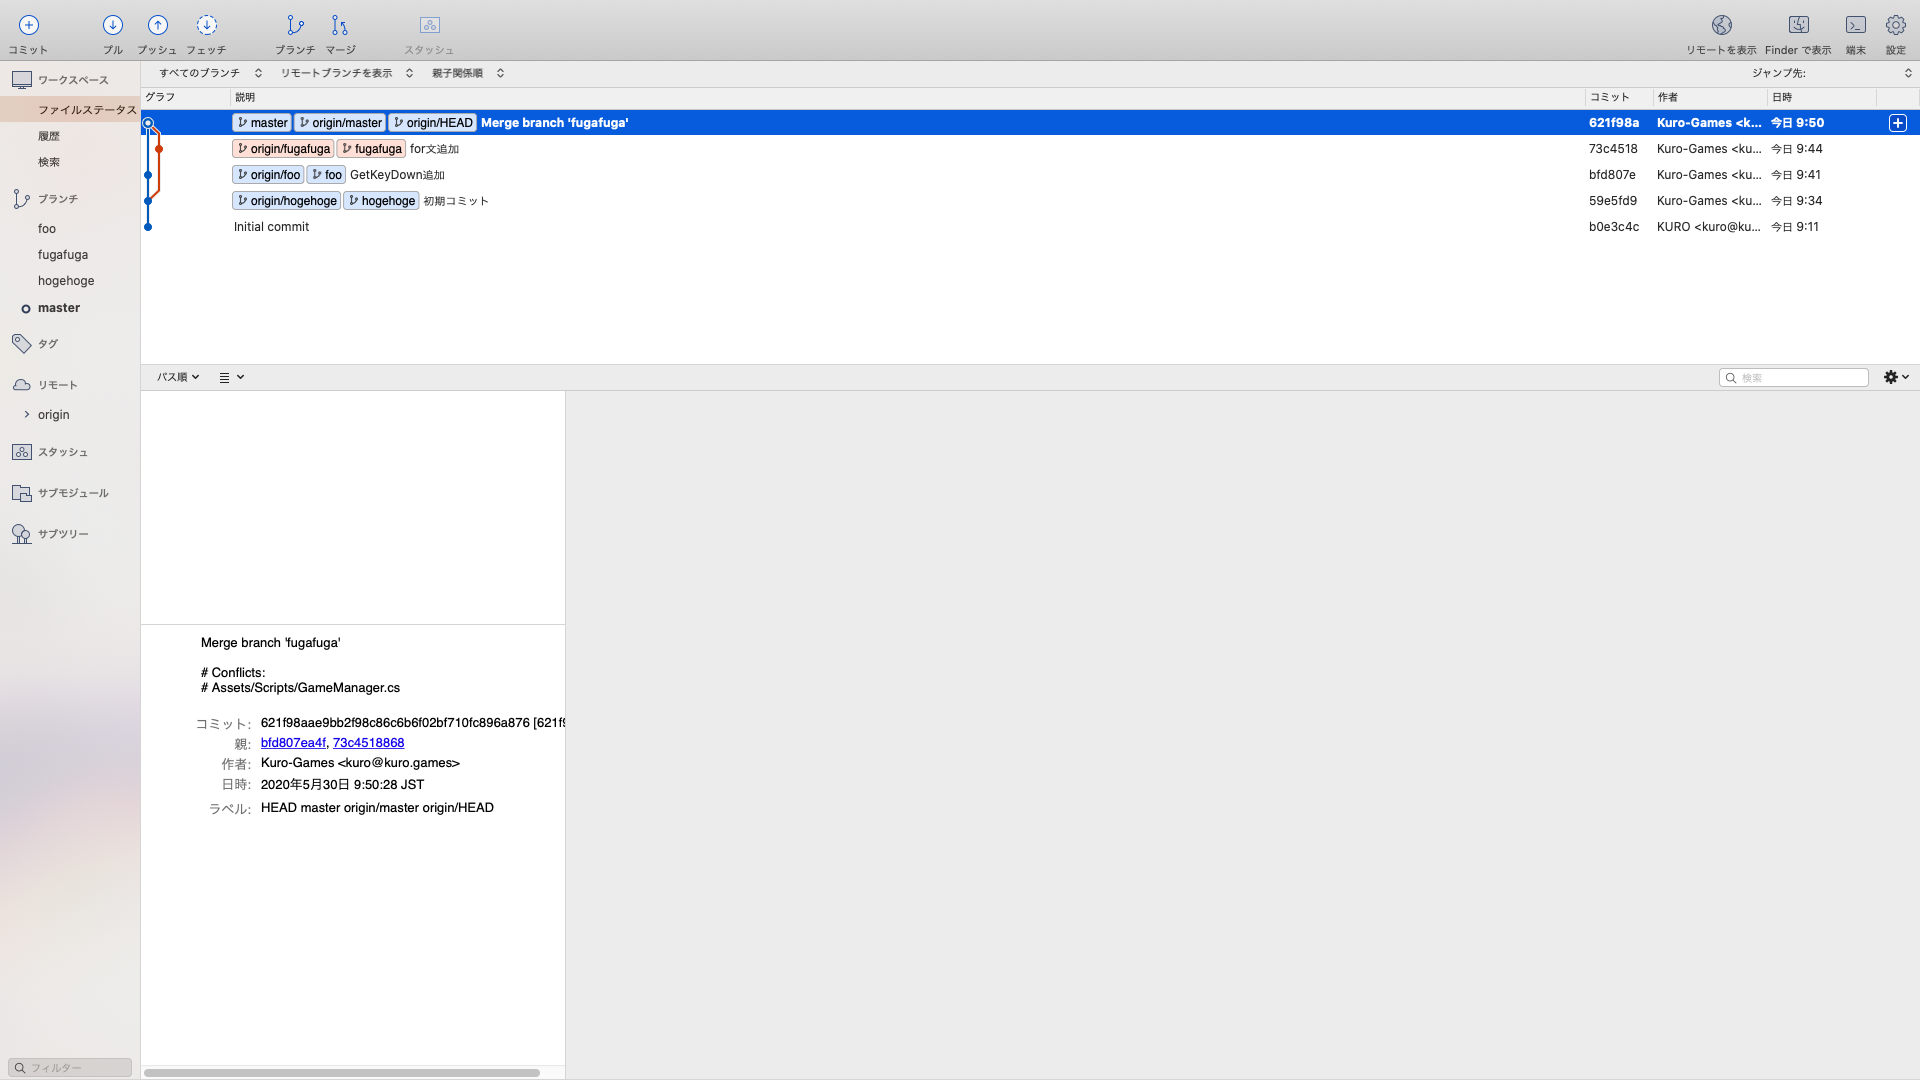 コミット プル プッシュ フェッチ ブランチ マージ スタッシュ リモートを表示 Finder で表示 端末 設定
ワークスペース
ファイルステータス
履歴
検索
ブランチ
foo
fugafuga
hogehoge
master
タグ
リモート
origin
スタッシュ
サブモジュール
サブツリー
フィルター
すべてのブランチ リモートブランチを表示 親子関係順 ジャンプ先:
グラフ 説明 コミット 作者 日時
master origin/master origin/HEAD Merge branch 'fugafuga' 621f98a Kuro-Games <k... 今日 9:50
origin/fugafuga fugafuga for文追加 73c4518 Kuro-Games <ku... 今日 9:44
origin/foo foo GetKeyDown追加 bfd807e Kuro-Games <ku... 今日 9:41
origin/hogehoge hogehoge 初期コミット 59e5fd9 Kuro-Games <ku... 今日 9:34
Initial commit b0e3c4c KURO <kuro@ku... 今日 9:11
パス順 検索
Merge branch 'fugafuga'
# Conflicts:
# Assets/Scripts/GameManager.cs
コミット: 621f98aae9bb2f98c86c6b6f02bf710fc896a876 [621f9
親: bfd807ea4f, 73c4518868
作者: Kuro-Games <kuro@kuro.games>
日時: 2020年5月30日 9:50:28 JST
ラベル: HEAD master origin/master origin/HEAD